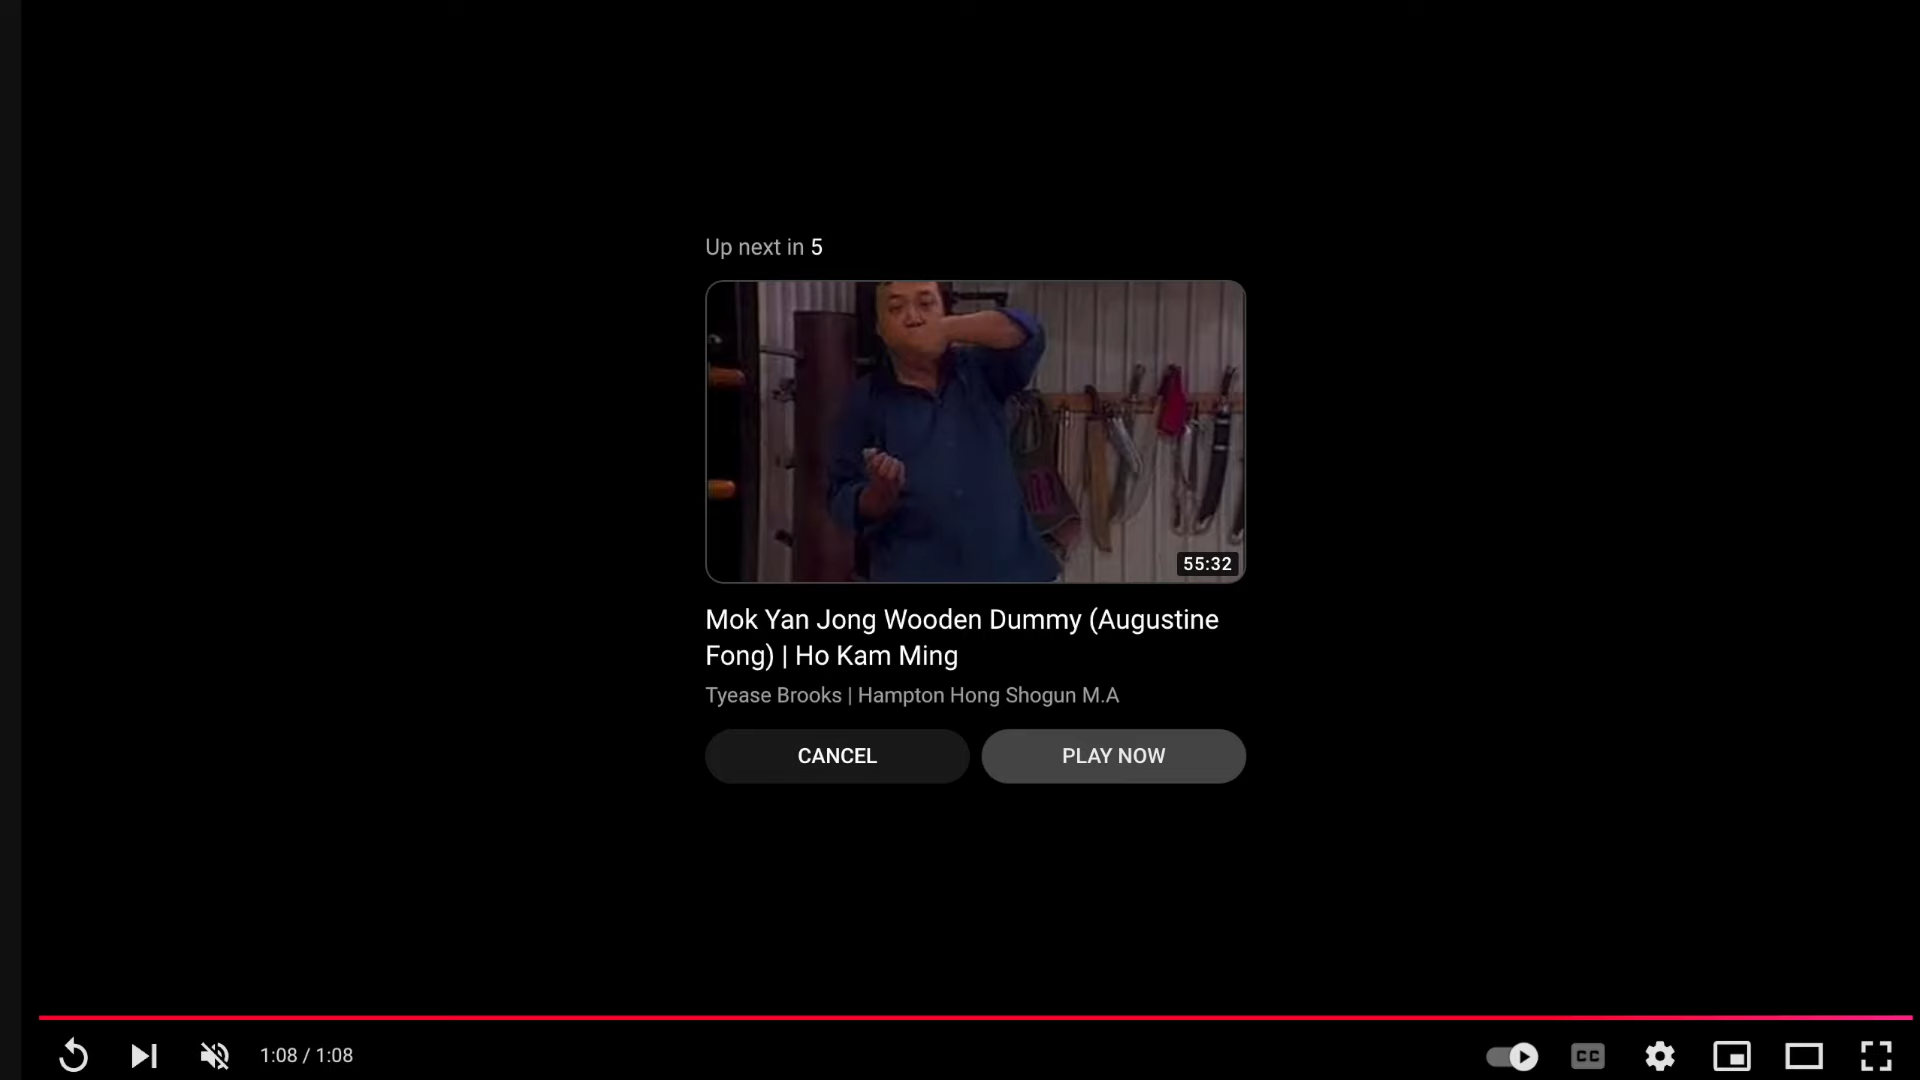 Up next in 5
55:32
Mok Yan Jong Wooden Dummy (Augustine
Fong) | Ho Kam Ming
Tyease Brooks | Hampton Hong Shogun M.A
CANCEL PLAY NOW
1:08 / 1:08 CC